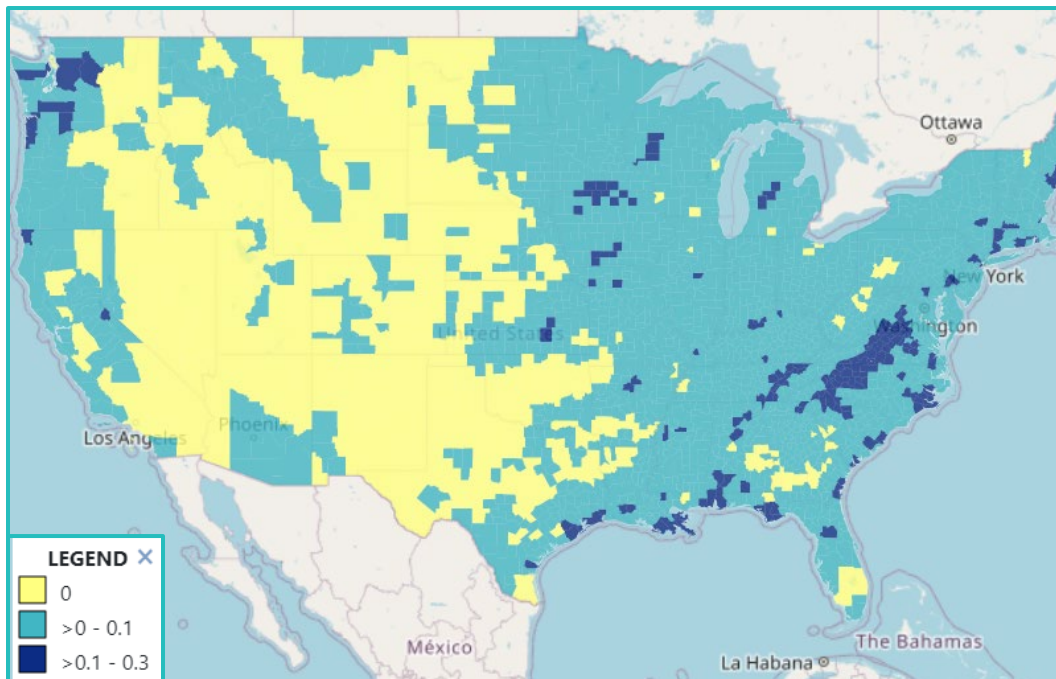 Ottawa
New York
United States
Washington
Los Angeles
Phoenix
LEGEND ×
0
>0 - 0.1
>0.1 - 0.3
México
The Bahamas
La Habana